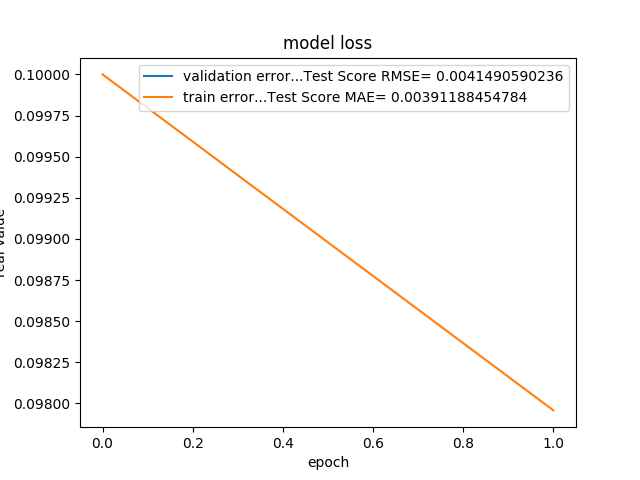 model loss
validation error...Test Score RMSE= 0.0041490590236
train error...Test Score MAE= 0.00391188454784
0.10000
0.09975
0.09950
0.09925
0.09900
0.09875
0.09850
0.09825
0.09800
value
0.0 0.2 0.4 0.6 0.8 1.0
epoch